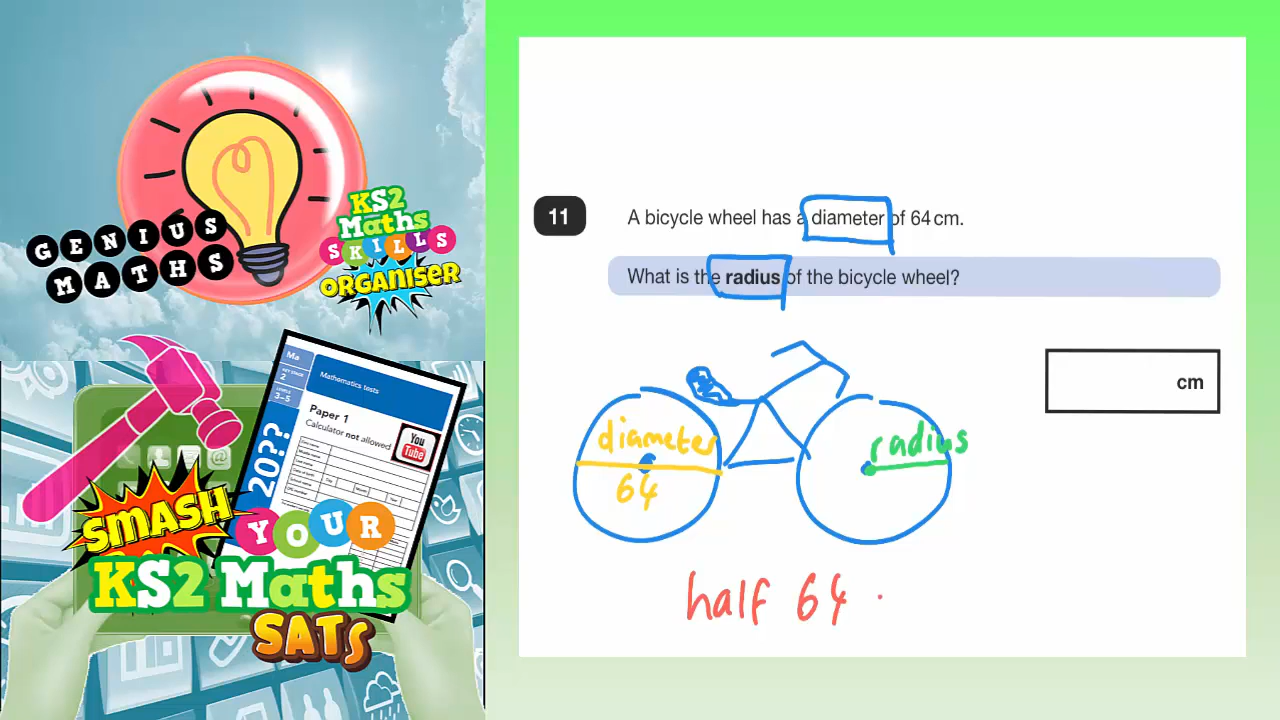 GENIUS
MATHS
KS2
Maths
SKILLS
ORGANISER
Ma
KEY STAGE
2
LEVELS
3–5
Mathematics tests
Paper 1
Calculator not allowed
You
Tube
20??
SMASH
YOUR
KS2 Maths
SATS
11
A bicycle wheel has a diameter of 64 cm.
What is the radius of the bicycle wheel?
cm
diameter
64
radius
half 64